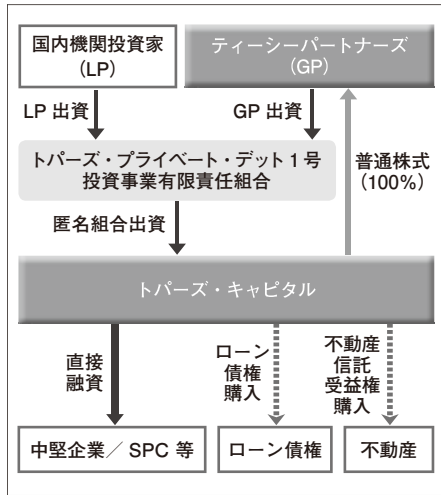 国内機関投資家
(LP)
ティーシーパートナーズ
(GP)
LP 出資
GP 出資
トパーズ・プライベート・デット 1 号
投資事業有限責任組合
普通株式
(100%)
匿名組合出資
トパーズ・キャピタル
直接
融資
ローン
債権
購入
不動産
信託
受益権
購入
中堅企業／ SPC 等
ローン債権
不動産